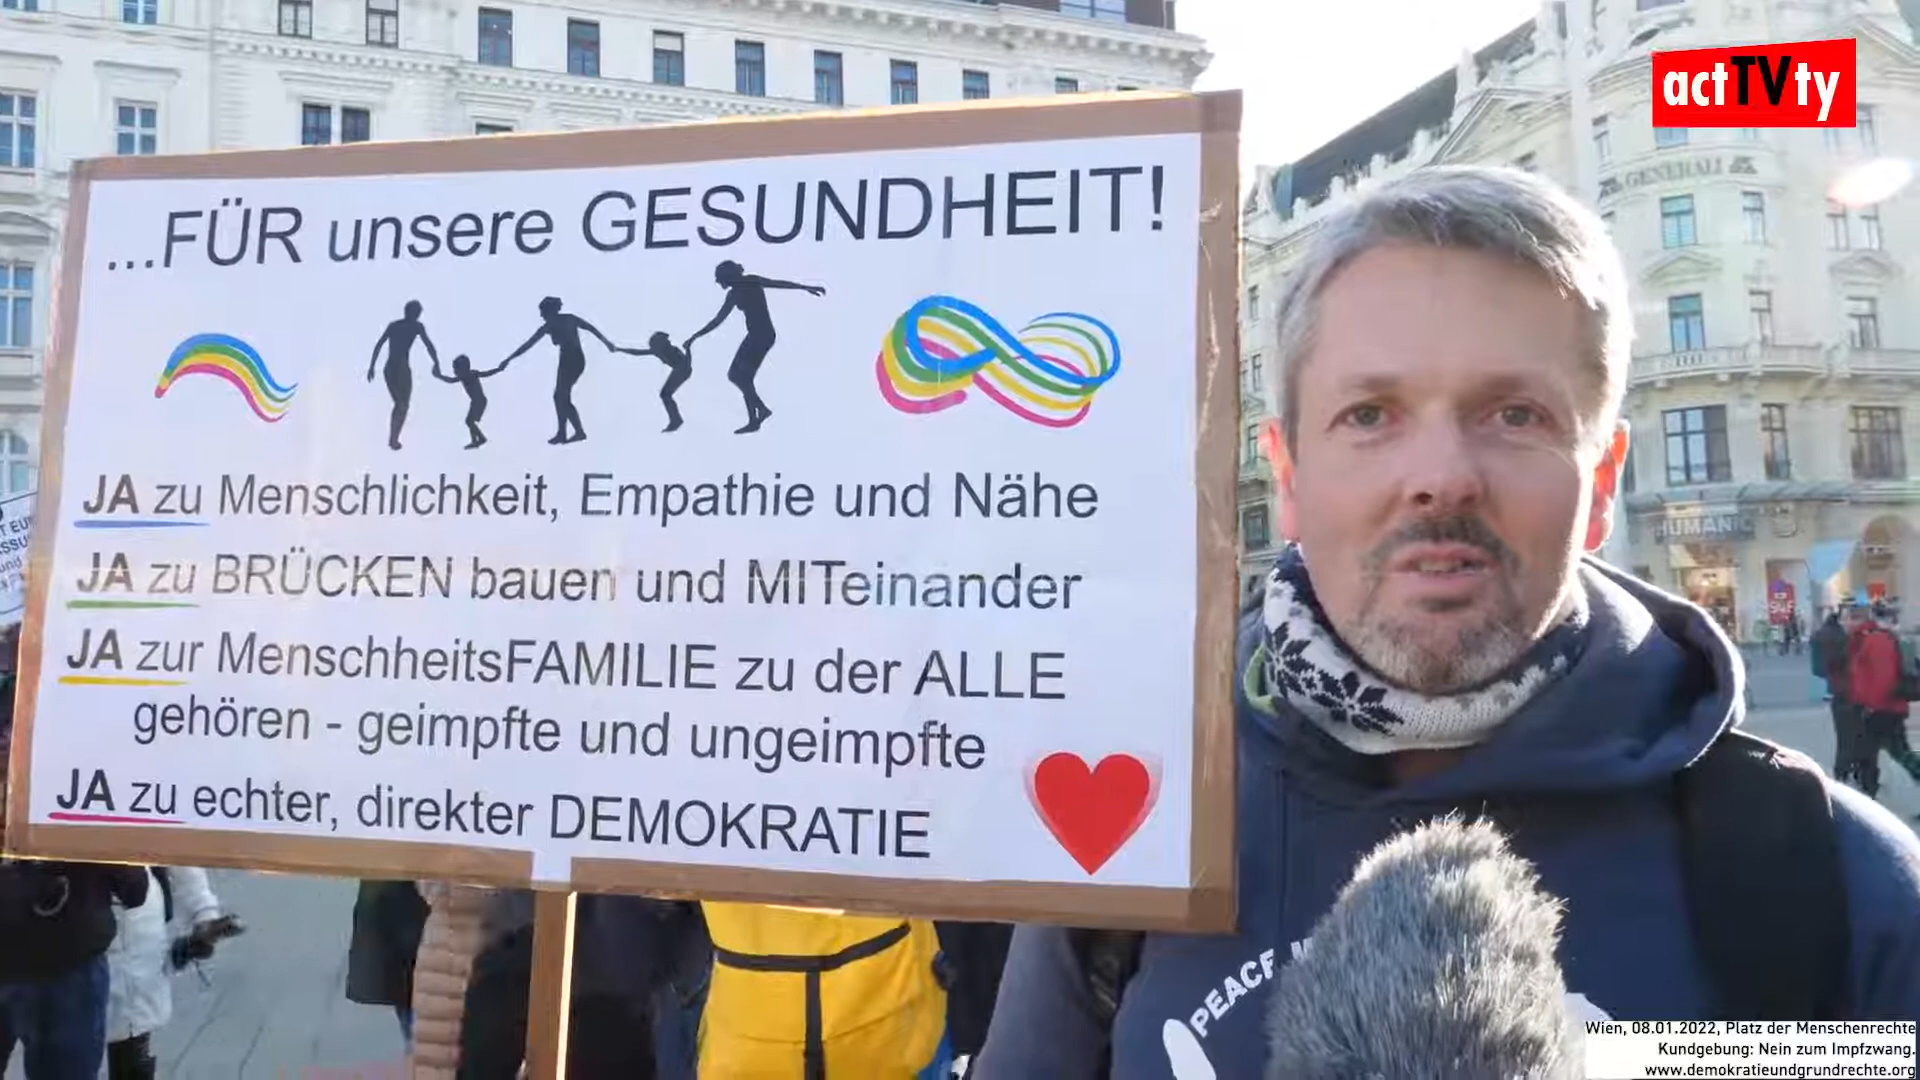 actTVty
...FÜR unsere GESUNDHEIT!
JA zu Menschlichkeit, Empathie und Nähe
JA zu BRÜCKEN bauen und MITeinander
JA zur MenschheitsFAMILIE zu der ALLE
gehören - geimpfte und ungeimpfte
JA zu echter, direkter DEMOKRATIE
GENERALI
HUMANIC
PEACE
Wien, 08.01.2022, Platz der Menschenrechte
Kundgebung: Nein zum Impfzwang.
www.demokratieundgrundrechte.org